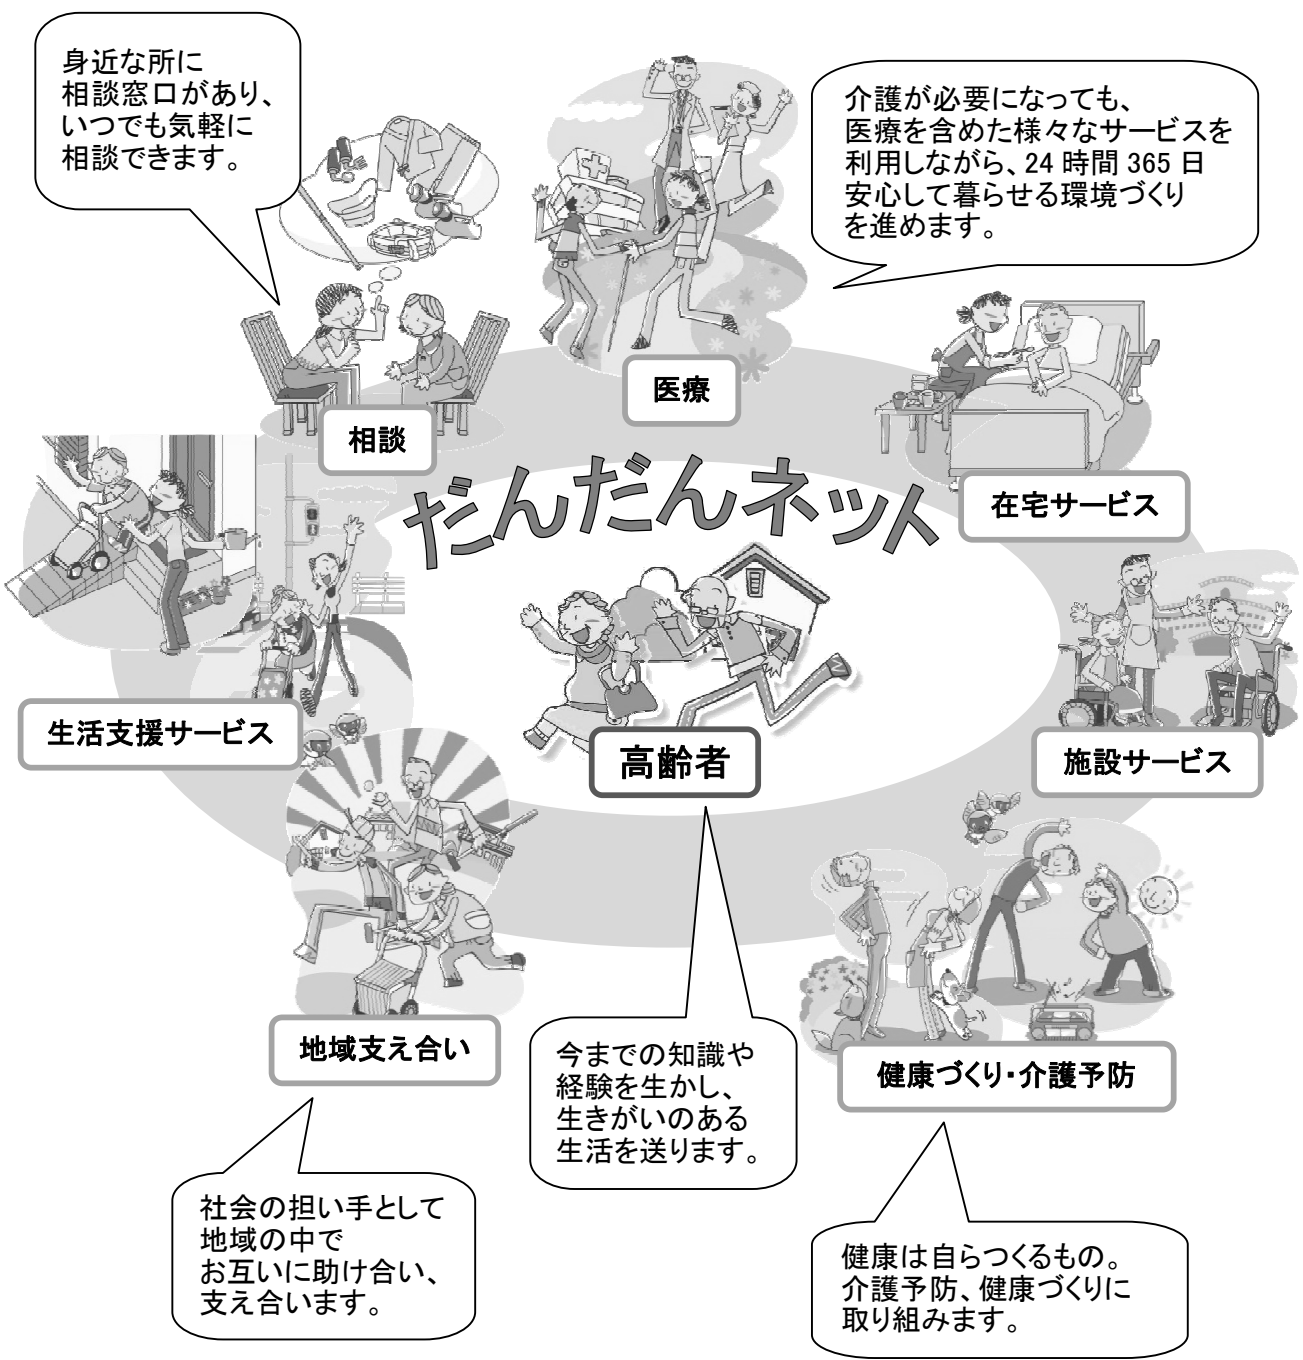 身近な所に
相談窓口があり、
いつでも気軽に
相談できます。
介護が必要になっても、
医療を含めた様々なサービスを
利用しながら、24 時間 365 日
安心して暮らせる環境づくり
を進めます。
医療
相談
在宅サービス
だんだんネット
生活支援サービス
高齢者
施設サービス
地域支え合い
健康づくり・介護予防
今までの知識や
経験を生かし、
生きがいのある
生活を送ります。
社会の担い手として
地域の中で
お互いに助け合い、
支え合います。
健康は自らつくるもの。
介護予防、健康づくりに
取り組みます。